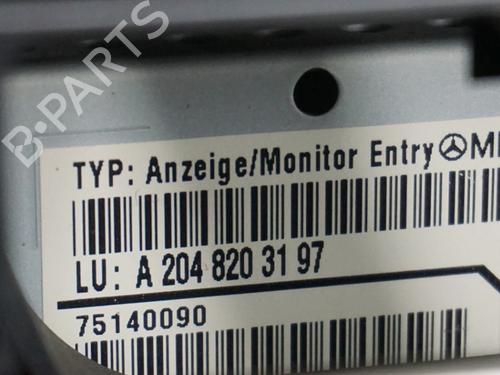 B-PARTS
TYP: Anzeige/Monitor Entry
LU: A 204 820 31 97
75140090